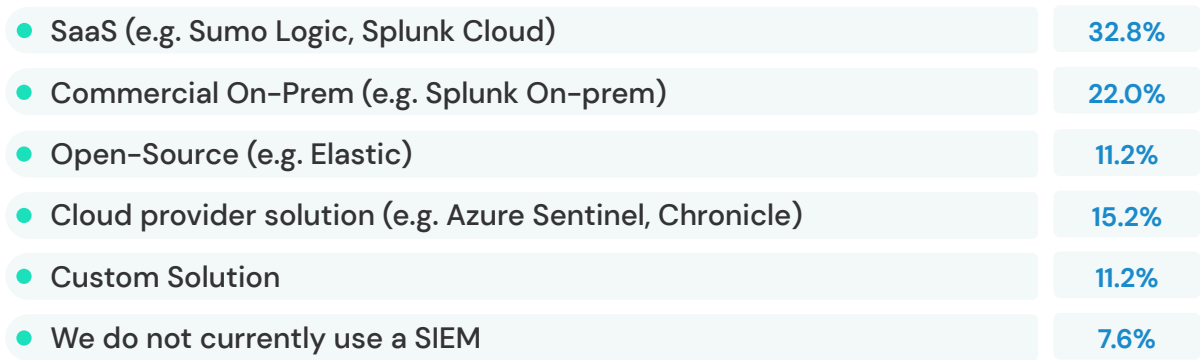 SaaS (e.g. Sumo Logic, Splunk Cloud) 32.8%
Commercial On-Prem (e.g. Splunk On-prem) 22.0%
Open-Source (e.g. Elastic) 11.2%
Cloud provider solution (e.g. Azure Sentinel, Chronicle) 15.2%
Custom Solution 11.2%
We do not currently use a SIEM 7.6%